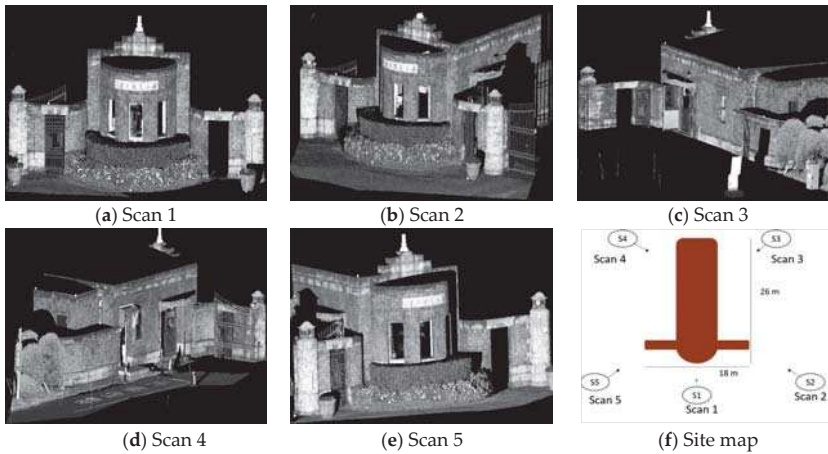 (a) Scan 1
(b) Scan 2
(c) Scan 3
S4
S3
Scan 4
Scan 3
26 m
18 m
S5
S2
S1
Scan 5
Scan 2
Scan 1
(d) Scan 4
(e) Scan 5
(f) Site map